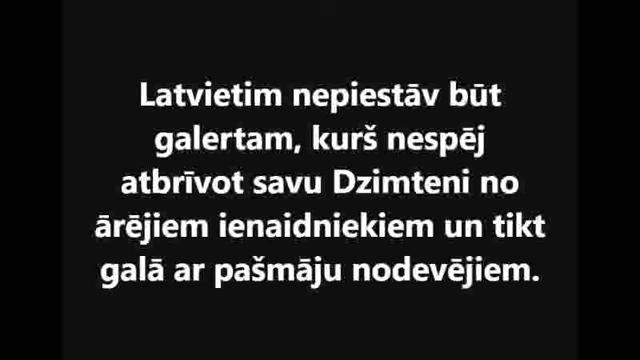 Latvietim nepiestāv būt
galertam, kurš nespēj
atbrīvot savu Dzimteni no
ārējiem ienaidniekiem un tikt
galā ar pašmāju nodevējiem.